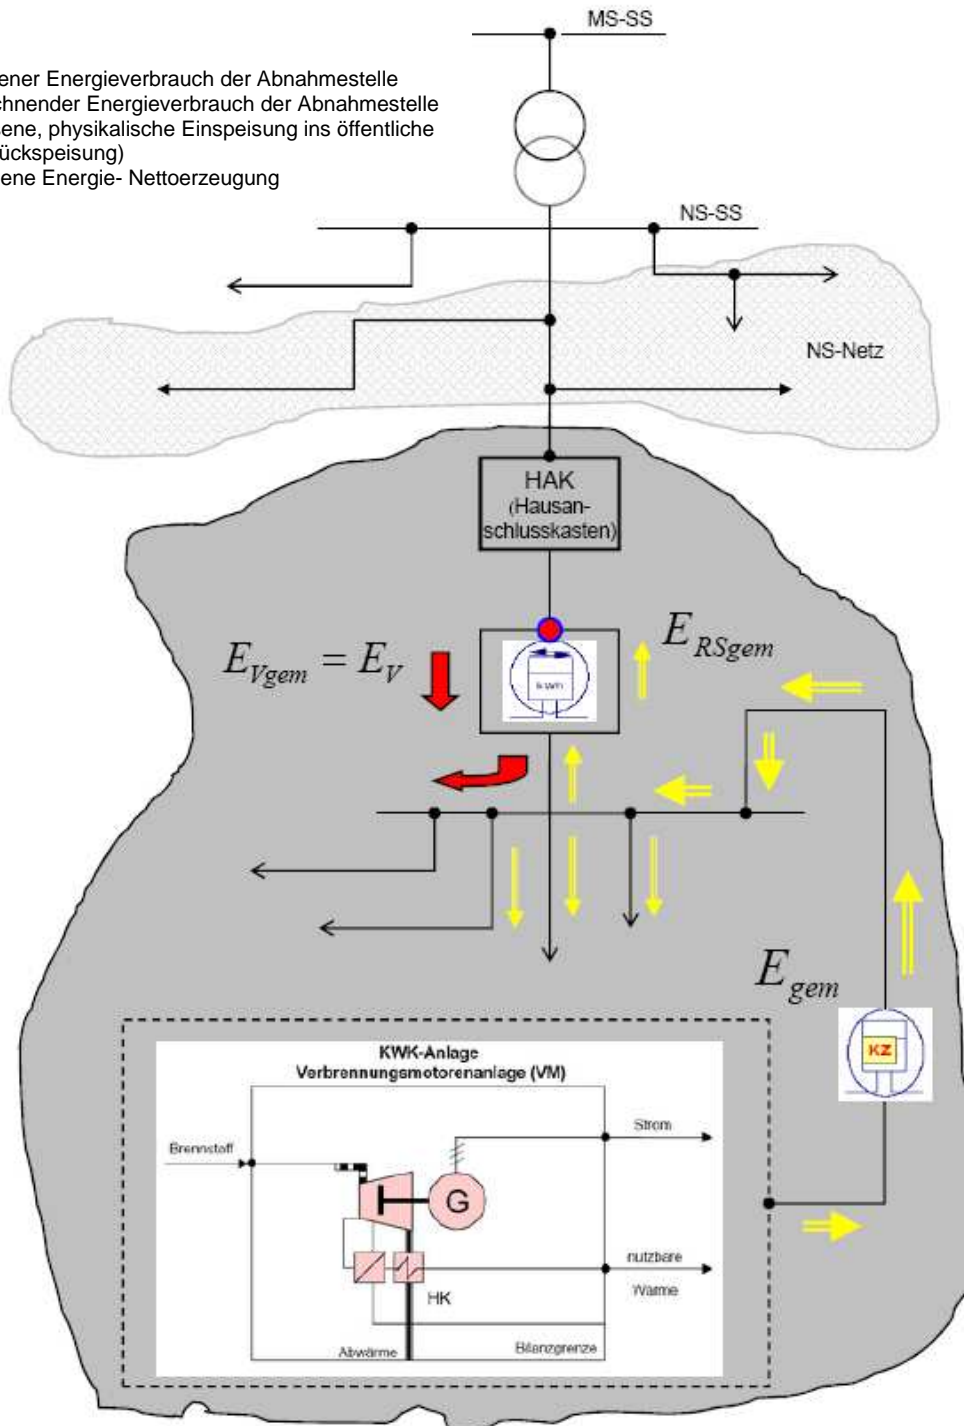 MS-SS
ener Energieverbrauch der Abnahmestelle
chnender Energieverbrauch der Abnahmestelle
sene, physikalische Einspeisung ins öffentliche
ückspeisung)
ene Energie- Nettoerzeugung
NS-SS
NS-Netz
HAK
(Hausan-
schlusskasten)
E_Vgem = E_V
E_RSgem
kWh
E_gem
KZ
KWK-Anlage
Verbrennungsmotorenanlage (VM)
Strom
Brennstoff
G
nutzbare
Wärme
HK
Abwärme
Bilanzgrenze